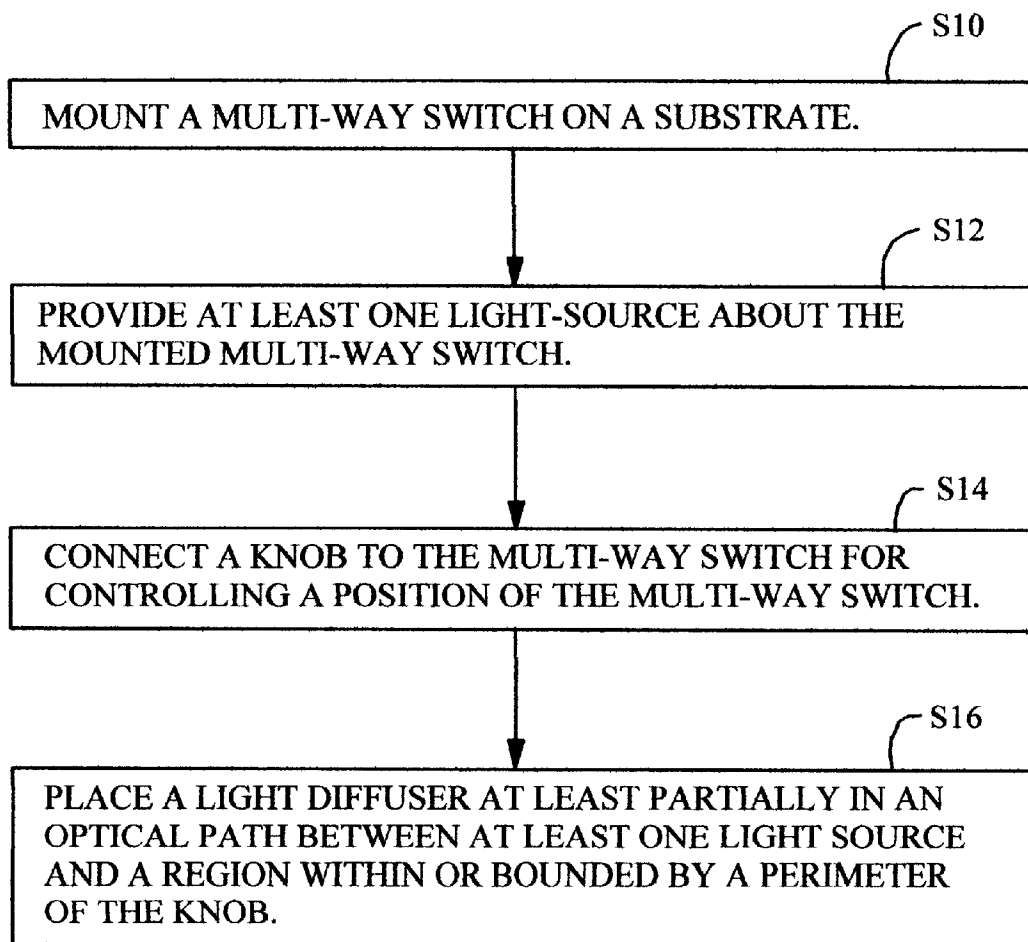 S10
MOUNT A MULTI-WAY SWITCH ON A SUBSTRATE.
S12
PROVIDE AT LEAST ONE LIGHT-SOURCE ABOUT THE
MOUNTED MULTI-WAY SWITCH.
S14
CONNECT A KNOB TO THE MULTI-WAY SWITCH FOR
CONTROLLING A POSITION OF THE MULTI-WAY SWITCH.
S16
PLACE A LIGHT DIFFUSER AT LEAST PARTIALLY IN AN
OPTICAL PATH BETWEEN AT LEAST ONE LIGHT SOURCE
AND A REGION WITHIN OR BOUNDED BY A PERIMETER
OF THE KNOB.